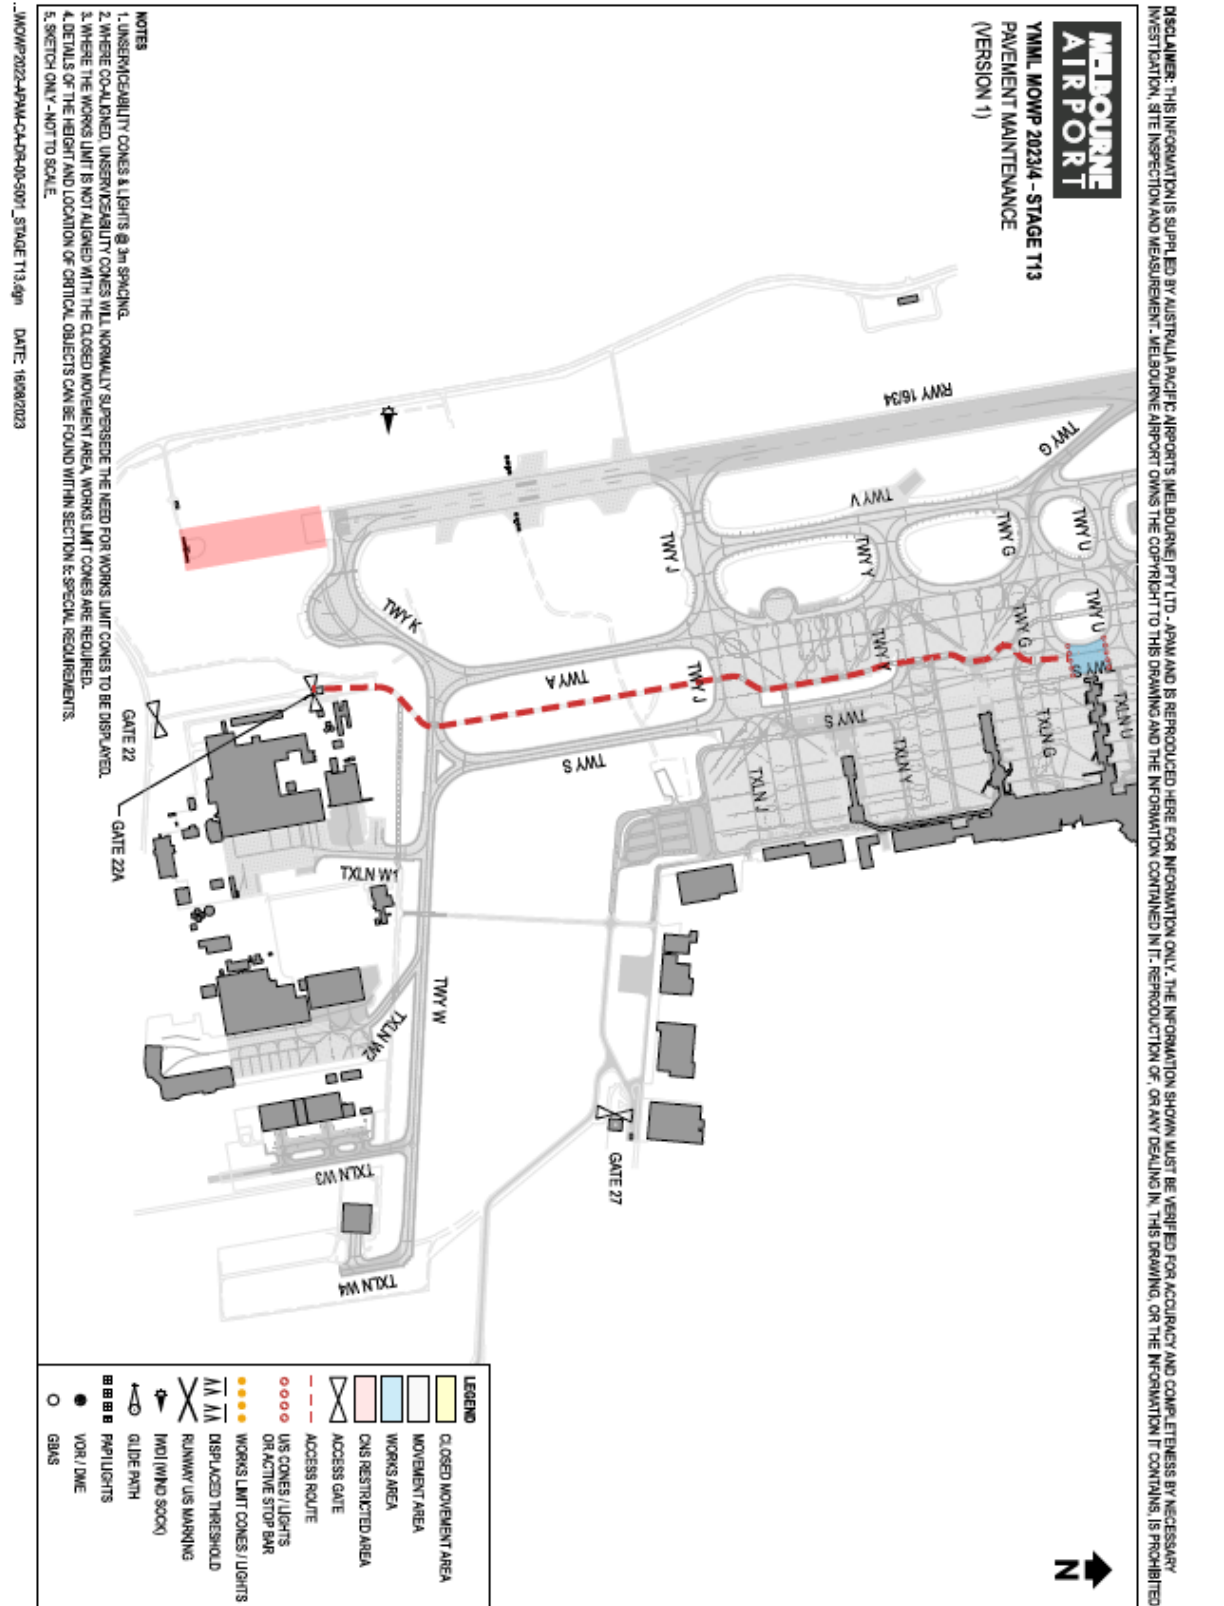 DISCLAIMER: THIS INFORMATION IS SUPPLIED BY AUSTRALIA PACIFIC AIRPORTS (MELBOURNE) PTY LTD - APAM AND IS REPRODUCED HERE FOR INFORMATION ONLY. THE INFORMATION SHOWN MUST BE VERIFIED FOR ACCURACY AND COMPLETENESS BY NECESSARY
INVESTIGATION, SITE INSPECTION AND MEASUREMENT. MELBOURNE AIRPORT OWNS THE COPYRIGHT TO THIS DRAWING AND THE INFORMATION CONTAINED IN IT. REPRODUCTION OF, OR ANY DEALING IN, THIS DRAWING, OR THE INFORMATION IT CONTAINS, IS PROHIBITED
MELBOURNE
AIRPORT
YMML MOWP 2023/4 - STAGE T13
PAVEMENT MAINTENANCE
(VERSION 1)
N
RWY 16/34
TWY G
TWY V
TWY U
TWY G
TWY Y
TWY J
TWY U
TWY G
TWY Y
TWY K
TWY A
TWY J
TWY S
TWY S
TWY S
TXLN U
TXLN G
TXLN Y
TXLN J
GATE 22
GATE 22A
TXLN W1
TWY W
TXLN W2
TXLN W3
TXLN W4
GATE 27
NOTES
1. UNSERVICEABILITY CONES & LIGHTS @ 3m SPACING.
2. WHERE CO-ALIGNED, UNSERVICEABILITY CONES WILL NORMALLY SUPERSEDE THE NEED FOR WORKS LIMIT CONES TO BE DISPLAYED.
3. WHERE THE WORKS LIMIT IS NOT ALIGNED WITH THE CLOSED MOVEMENT AREA, WORKS LIMIT CONES ARE REQUIRED.
4. DETAILS OF THE HEIGHT AND LOCATION OF CRITICAL OBJECTS CAN BE FOUND WITHIN SECTION 5: SPECIAL REQUIREMENTS.
5. SKETCH ONLY - NOT TO SCALE.
LEGEND
CLOSED MOVEMENT AREA
MOVEMENT AREA
WORKS AREA
CNS RESTRICTED AREA
ACCESS GATE
ACCESS ROUTE
U/S CONES / LIGHTS
OR ACTIVE STOP BAR
WORKS LIMIT CONES / LIGHTS
DISPLACED THRESHOLD
RUNWAY U/S MARKING
IWDI (WIND SOCK)
GLIDE PATH
PAPI LIGHTS
VOR / DME
GBAS
...\MOWP2022-APAM-CA-DR-00-5001_STAGE T13.dgn DATE: 16/08/2023